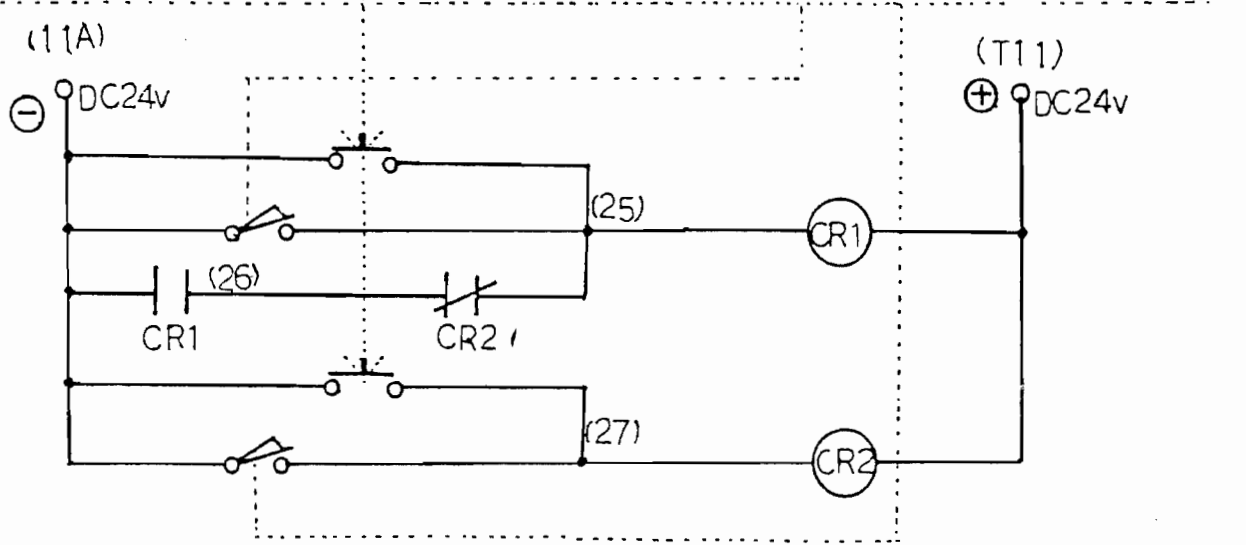 (11A)
(T11)
⊖ DC24v
⊕ DC24v
(25)
CR1
(26)
CR1
CR2
(27)
CR2